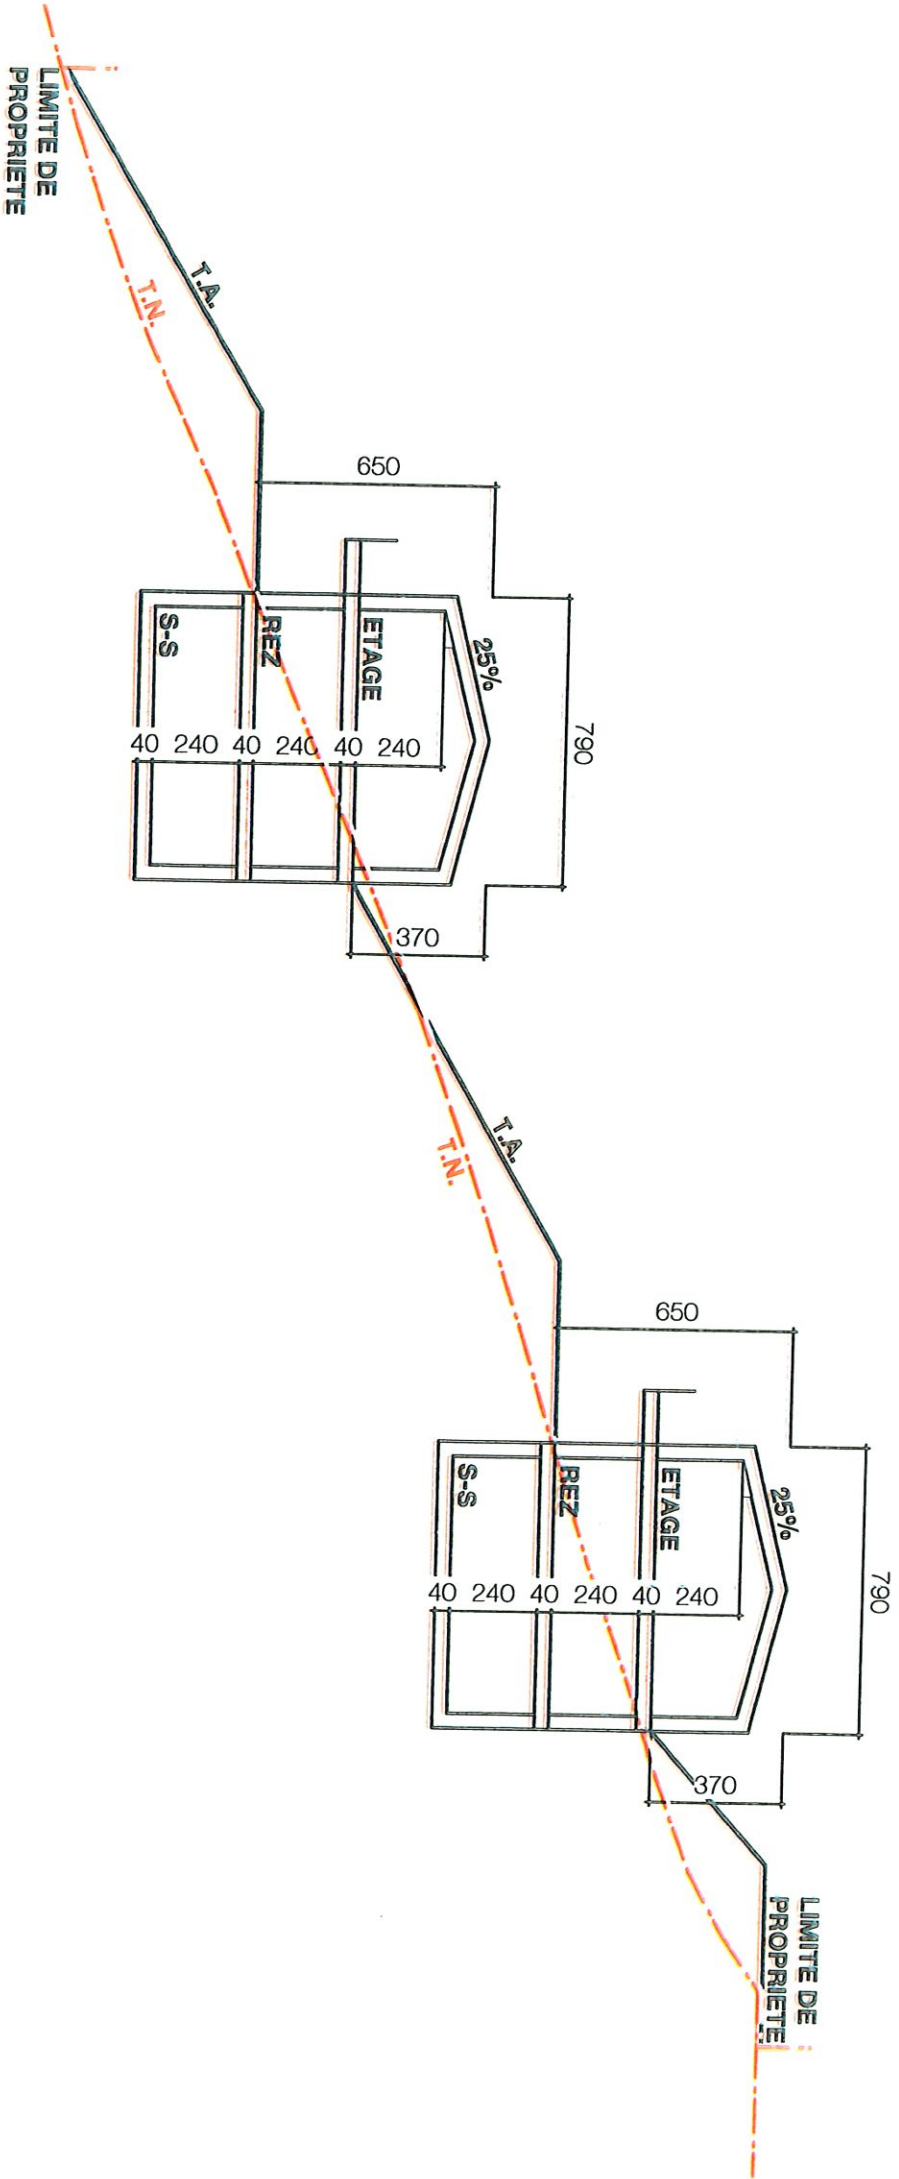 LIMITE DE
PROPRIETE
T.A.
T.N.
650
790
25%
ETAGE
REZ
S-S
40 240 40 240 40 240
370
T.A.
T.N.
650
790
25%
ETAGE
REZ
S-S
40 240 40 240 40 240
370
LIMITE DE
PROPRIETE